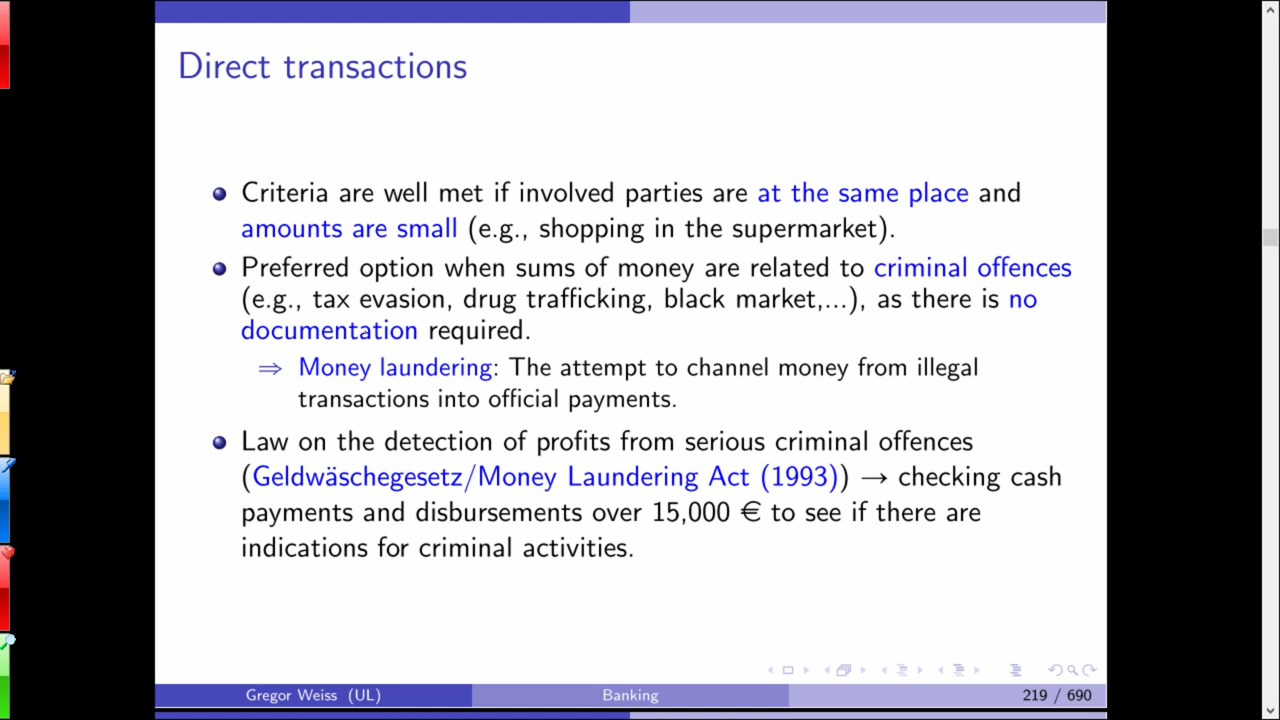 Direct transactions
Criteria are well met if involved parties are at the same place and
amounts are small (e.g., shopping in the supermarket).
Preferred option when sums of money are related to criminal offences
(e.g., tax evasion, drug trafficking, black market,...), as there is no
documentation required.
⇒ Money laundering: The attempt to channel money from illegal
transactions into official payments.
Law on the detection of profits from serious criminal offences
(Geldwäschegesetz/Money Laundering Act (1993)) → checking cash
payments and disbursements over 15,000 € to see if there are
indications for criminal activities.
Gregor Weiss (UL) Banking 219 / 690